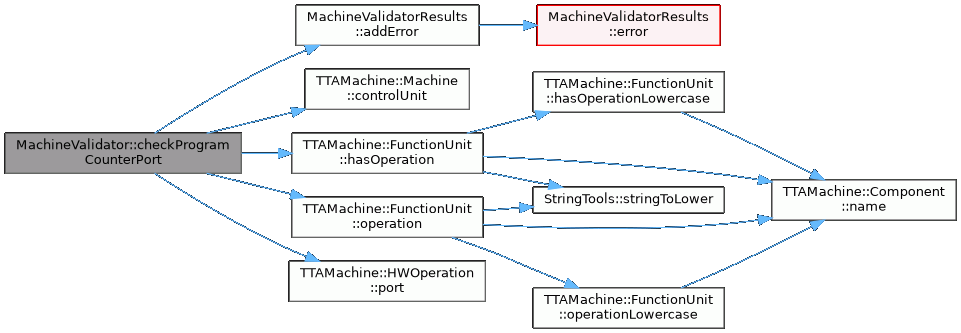 MachineValidatorResults
::addError
MachineValidatorResults
::error
TTAMachine::Machine
::controlUnit
TTAMachine::FunctionUnit
::hasOperationLowercase
MachineValidator::checkProgram
CounterPort
TTAMachine::FunctionUnit
::hasOperation
StringTools::stringToLower
TTAMachine::Component
::name
TTAMachine::FunctionUnit
::operation
TTAMachine::HWOperation
::port
TTAMachine::FunctionUnit
::operationLowercase